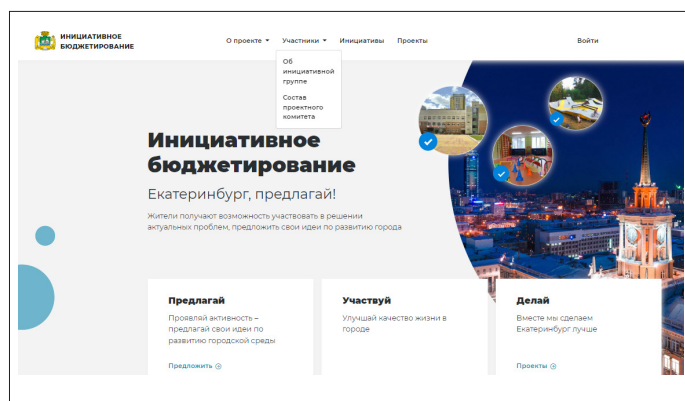 ИНИЦИАТИВНОЕ
БЮДЖЕТИРОВАНИЕ
О проекте Участники Инициативы Проекты Войти
Об
инициативной
группе
Состав
проектного
комитета
Инициативное
бюджетирование
Екатеринбург, предлагай!
Жители получают возможность участвовать в решении
актуальных проблем, предложить свои идеи по развитию города
Предлагай
Проявляй активность –
предлагай свои идеи по
развитию городской среды
Предложить
Участвуй
Улучшай качество жизни в
городе
Делай
Вместе мы сделаем
Екатеринбург лучше
Проекты